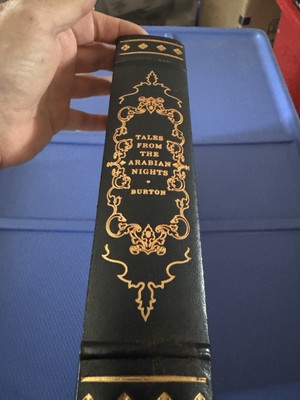 TALES
FROM
THE
ARABIAN
NIGHTS
BURTON